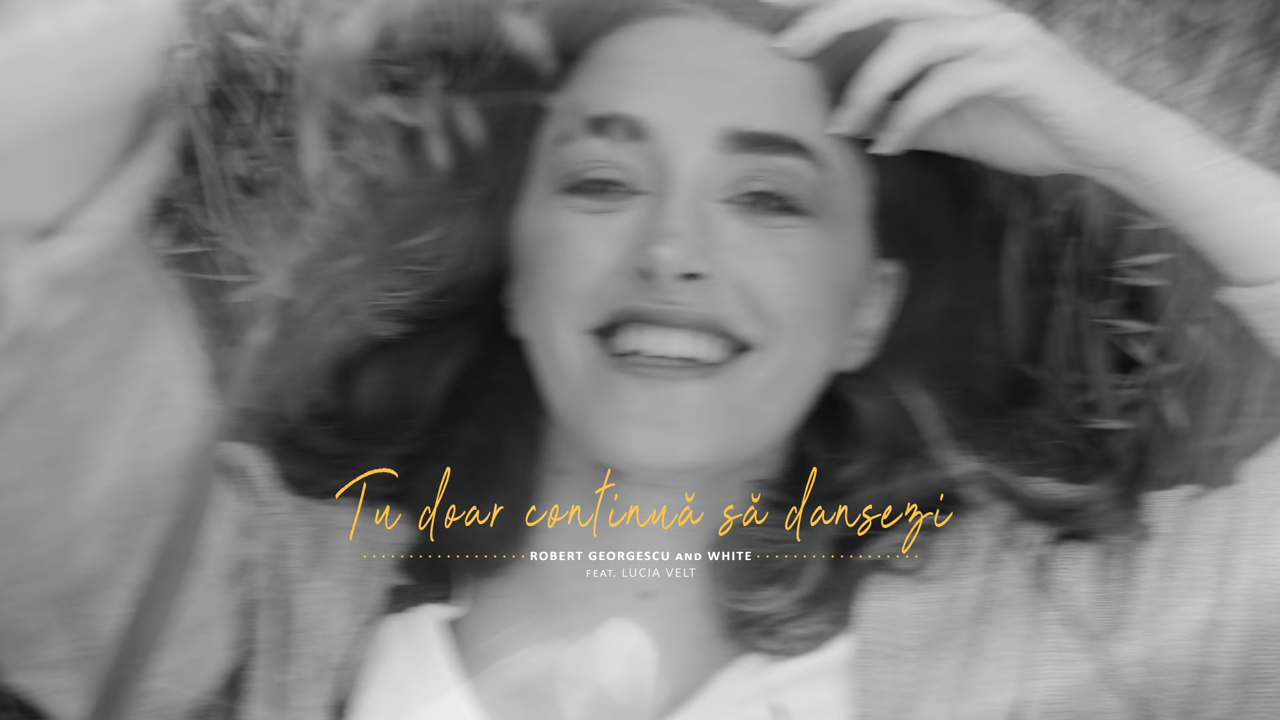 Tu doar continuă să dansezi
ROBERT GEORGESCU AND WHITE
FEAT. LUCIA VELT